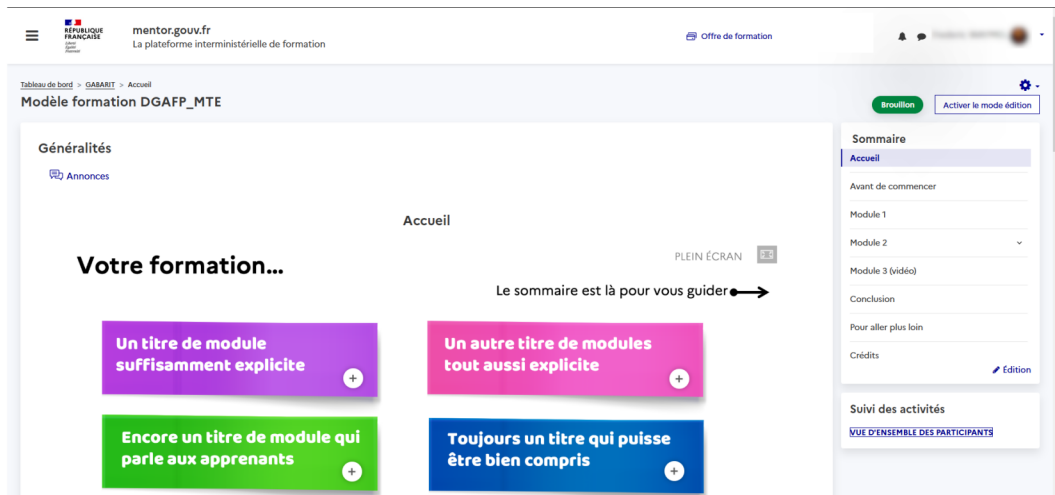 RÉPUBLIQUE
FRANÇAISE
Liberté
Égalité
Fraternité
mentor.gouv.fr
La plateforme interministérielle de formation
Offre de formation
Tableau de bord > GABARIT > Accueil
Modèle formation DGAFP_MTE
Brouillon
Activer le mode édition
Généralités
Annonces
Accueil
Votre formation...
PLEIN ÉCRAN
Le sommaire est là pour vous guider
Un titre de module
suffisamment explicite
Un autre titre de modules
tout aussi explicite
Encore un titre de module qui
parle aux apprenants
Toujours un titre qui puisse
être bien compris
Sommaire
Accueil
Avant de commencer
Module 1
Module 2
Module 3 (vidéo)
Conclusion
Pour aller plus loin
Crédits
Édition
Suivi des activités
VUE D'ENSEMBLE DES PARTICIPANTS